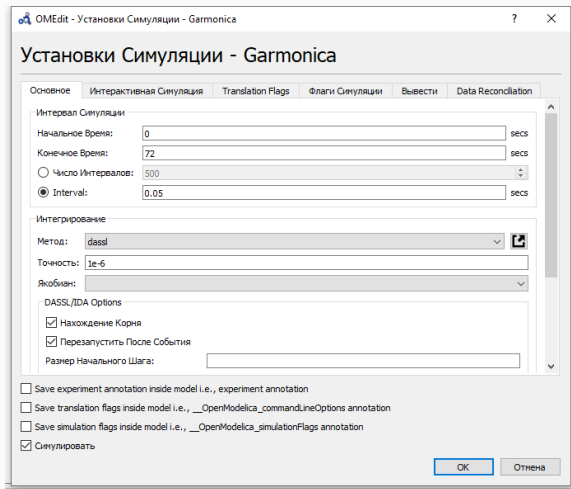 OMEdit - Установки Симуляции - Garmonica
Установки Симуляции - Garmonica
Основное Интерактивная Симуляция Translation Flags Флаги Симуляции Вывести Data Reconciliation
Интервал Симуляции
Начальное Время: 0 secs
Конечное Время: 72 secs
Число Интервалов: 500
Interval: 0.05 secs
Интегрирование
Метод: dassl
Точность: 1e-6
Якобиан:
DASSL/IDA Options
Нахождение Корня
Перезапустить После События
Размер Начального Шага:
Save experiment annotation inside model i.e., experiment annotation
Save translation flags inside model i.e., __OpenModelica_commandLineOptions annotation
Save simulation flags inside model i.e., __OpenModelica_simulationFlags annotation
Симулировать
OK Отмена